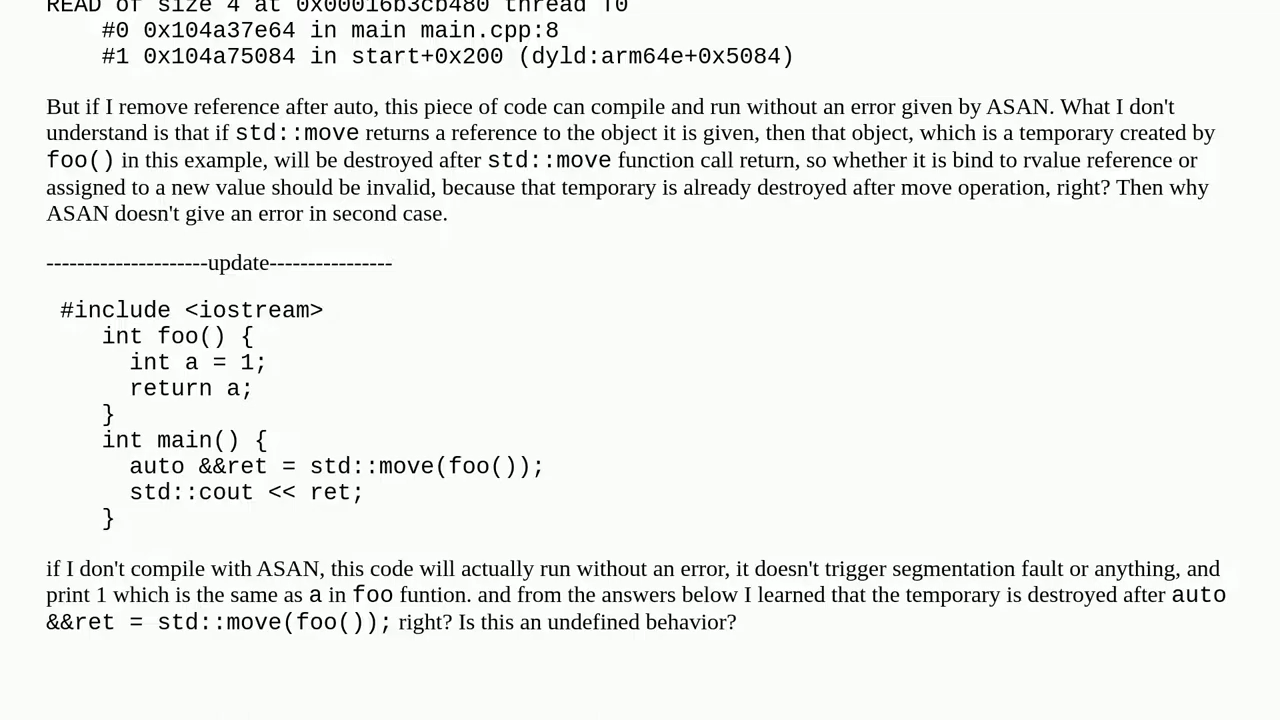 READ of size 4 at 0x00016b3cb480 thread T0
#0 0x104a37e64 in main main.cpp:8
#1 0x104a75084 in start+0x200 (dyld:arm64e+0x5084)
But if I remove reference after auto, this piece of code can compile and run without an error given by ASAN. What I don't
understand is that if std::move returns a reference to the object it is given, then that object, which is a temporary created by
foo() in this example, will be destroyed after std::move function call return, so whether it is bind to rvalue reference or
assigned to a new value should be invalid, because that temporary is already destroyed after move operation, right? Then why
ASAN doesn't give an error in second case.
---------------------update----------------
#include <iostream>
int foo() {
int a = 1;
return a;
}
int main() {
auto &&ret = std::move(foo());
std::cout << ret;
}
if I don't compile with ASAN, this code will actually run without an error, it doesn't trigger segmentation fault or anything, and
print 1 which is the same as a in foo funtion. and from the answers below I learned that the temporary is destroyed after auto
&&ret = std::move(foo()); right? Is this an undefined behavior?